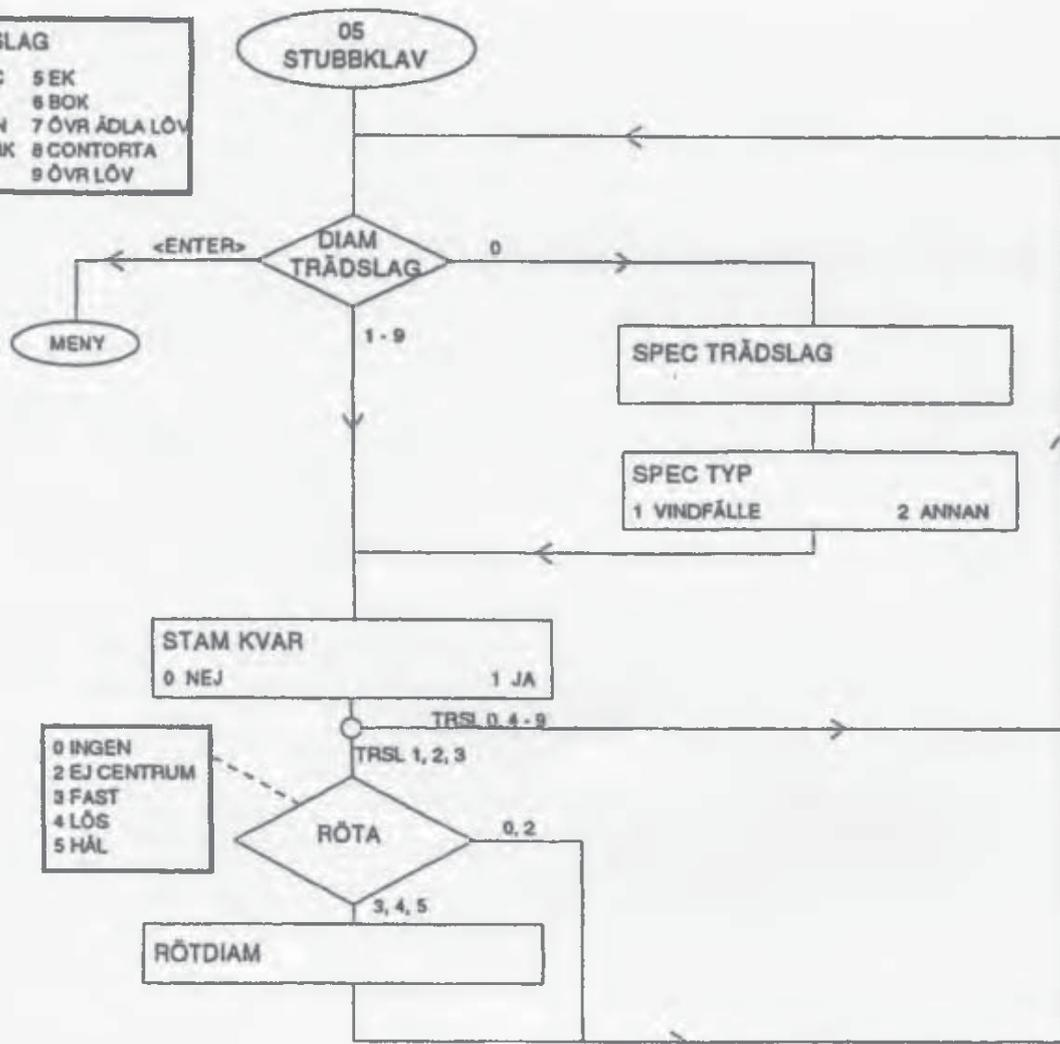 05
STUBBKLAV
5 EK
6 BOK
7 ÖVR ÄDLA LÖV
8 CONTORTA
9 ÖVR LÖV
<ENTER>
DIAM
TRÄDSLAG
0
MENY
1 - 9
SPEC TRÄDSLAG
SPEC TYP
1 VINDFÄLLE 2 ANNAN
STAM KVAR
0 NEJ 1 JA
TRSL 0, 4 - 9
TRSL 1, 2, 3
0 INGEN
2 EJ CENTRUM
3 FAST
4 LÖS
5 HÅL
RÖTA
0, 2
3, 4, 5
RÖTDIAM